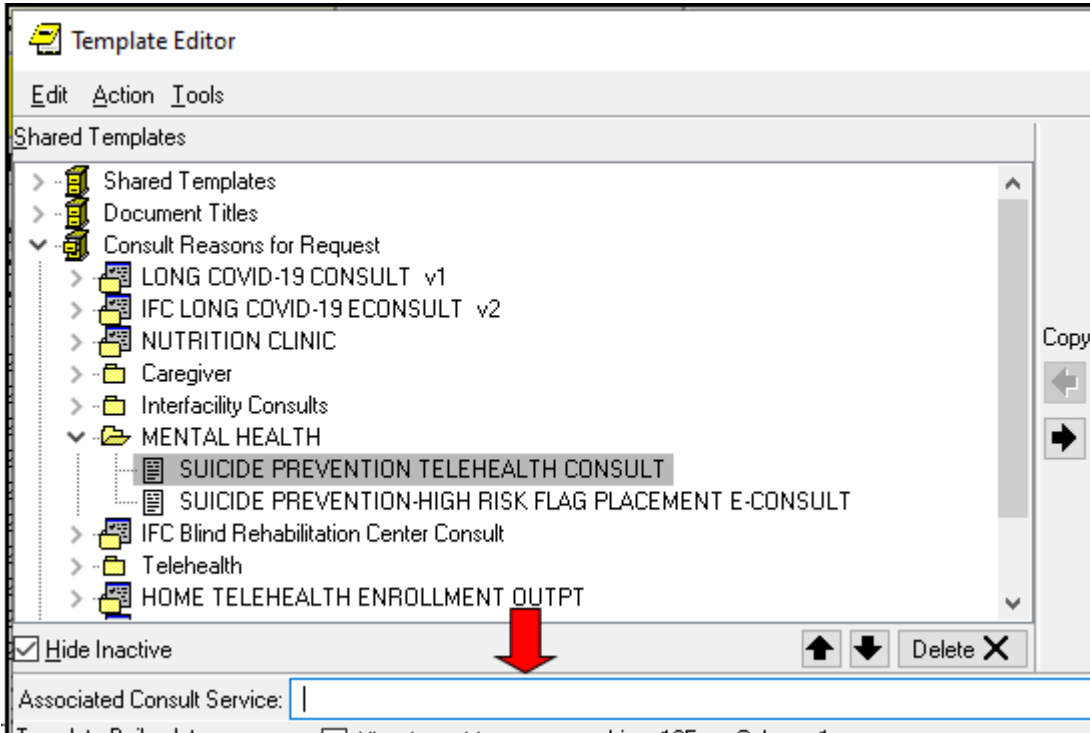 Template Editor
Edit Action Tools
Shared Templates
Shared Templates
Document Titles
Consult Reasons for Request
LONG COVID-19 CONSULT v1
IFC LONG COVID-19 ECONSULT v2
NUTRITION CLINIC
Caregiver
Interfacility Consults
MENTAL HEALTH
SUICIDE PREVENTION TELEHEALTH CONSULT
SUICIDE PREVENTION-HIGH RISK FLAG PLACEMENT E-CONSULT
IFC Blind Rehabilitation Center Consult
Telehealth
HOME TELEHEALTH ENROLLMENT OUTPT
Copy
Hide Inactive
Delete
Associated Consult Service: